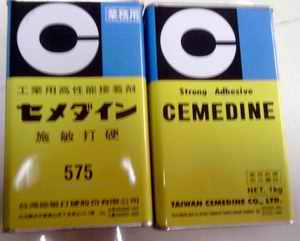 業務用
工業用高性能接着剤
セメダイン
施敏打硬
575
台湾施敏打硬股份有限公司
Strong Adhesive
CEMEDINE
NET. 1kg
TAIWAN CEMEDINE CO., LTD.